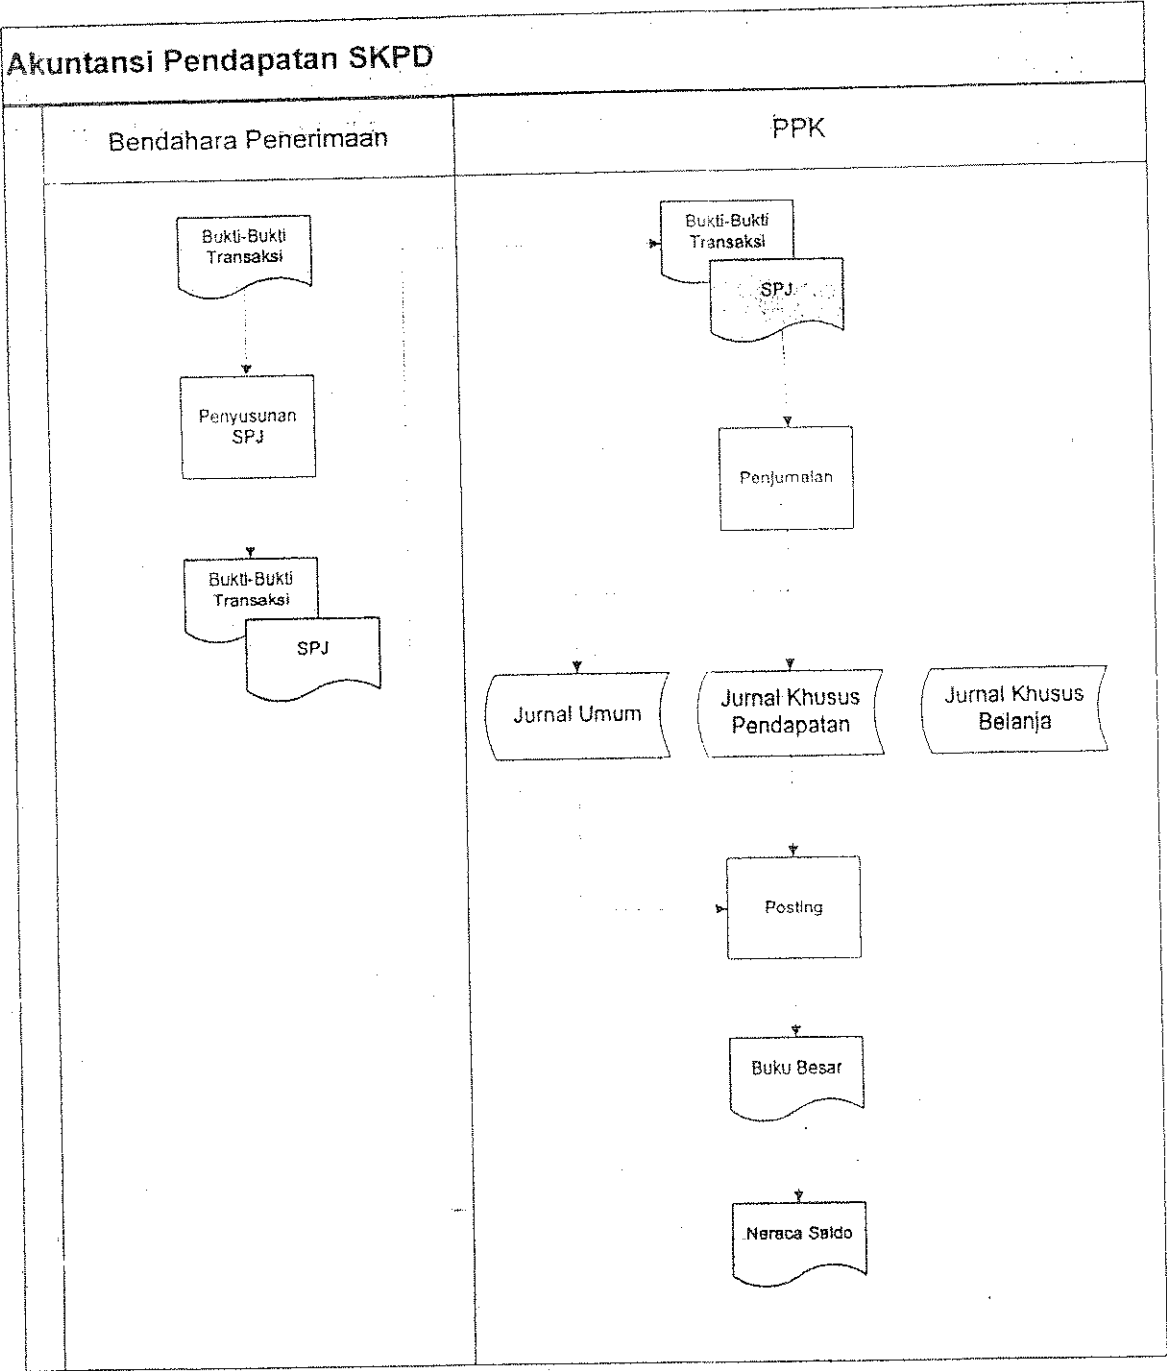 Akuntansi Pendapatan SKPD
Bendahara Penerimaan
PPK
Bukti-Bukti
Transaksi
Penyusunan
SPJ
Bukti-Bukti
Transaksi
SPJ
Bukti-Bukti
Transaksi
SPJ
Penjumalan
Jurnal Umum
Jurnal Khusus
Pendapatan
Jurnal Khusus
Belanja
Posting
Buku Besar
Neraca Saldo